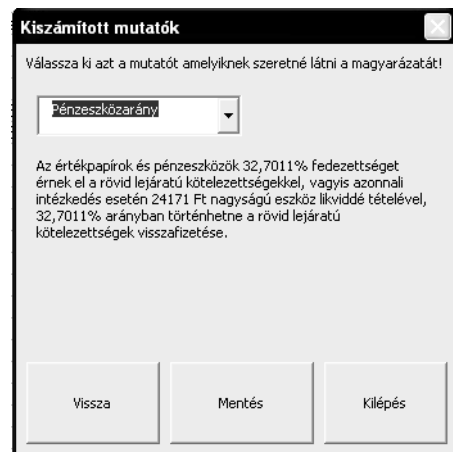 Kiszámított mutatók
Válassza ki azt a mutatót amelyiknek szeretné látni a magyarázatát!
Pénzeszközarány
Az értékpapírok és pénzeszközök 32,7011% fedezettséget
érnek el a rövid lejáratú kötelezettségekkel, vagyis azonnali
intézkedés esetén 24171 Ft nagyságú eszköz likviddé tételével,
32,7011% arányban történhetne a rövid lejáratú
kötelezettségek visszafizetése.
Vissza
Mentés
Kilépés